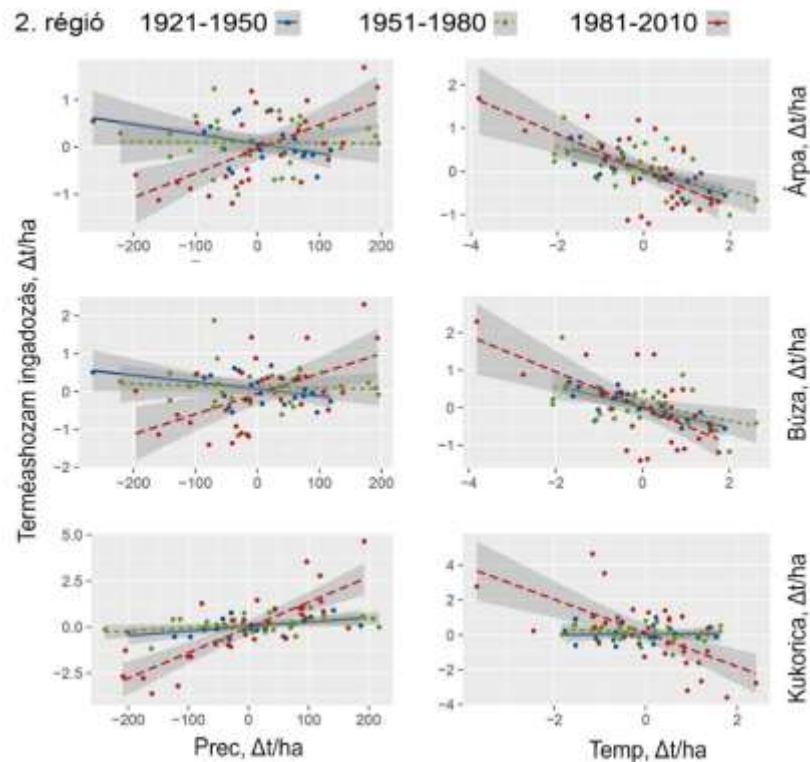 2. régió 1921-1950 1951-1980 1981-2010
Terméashozam ingadozás, Δt/ha
1
0
−1
−200 −100 0 100 200
2
1
0
−1
−4 −2 0 2
Árpa, Δt/ha
2
1
0
−1
−2
−200 −100 0 100 200
2
1
0
−1
−4 −2 0 2
Búza, Δt/ha
5.0
2.5
0.0
−2.5
−200 −100 0 100 200
Prec, Δt/ha
4
2
0
−2
−4
−2 0 2
Temp, Δt/ha
Kukorica, Δt/ha